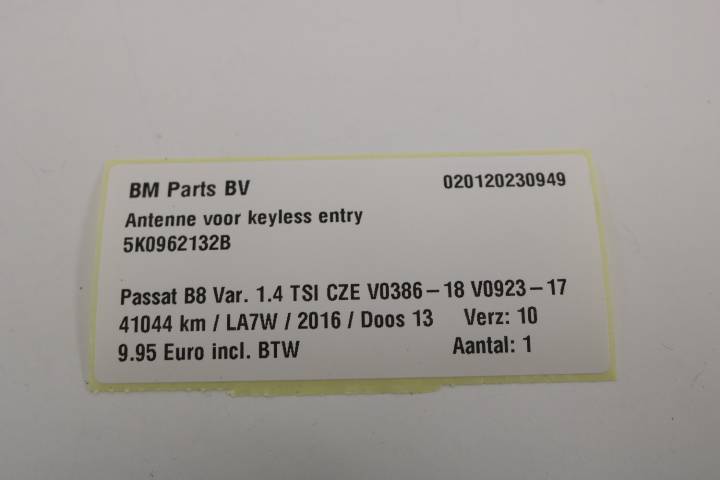 BM Parts BV 020120230949
Antenne voor keyless entry
5K0962132B
Passat B8 Var. 1.4 TSI CZE V0386-18 V0923-17
41044 km / LA7W / 2016 / Doos 13 Verz: 10
9.95 Euro incl. BTW Aantal: 1